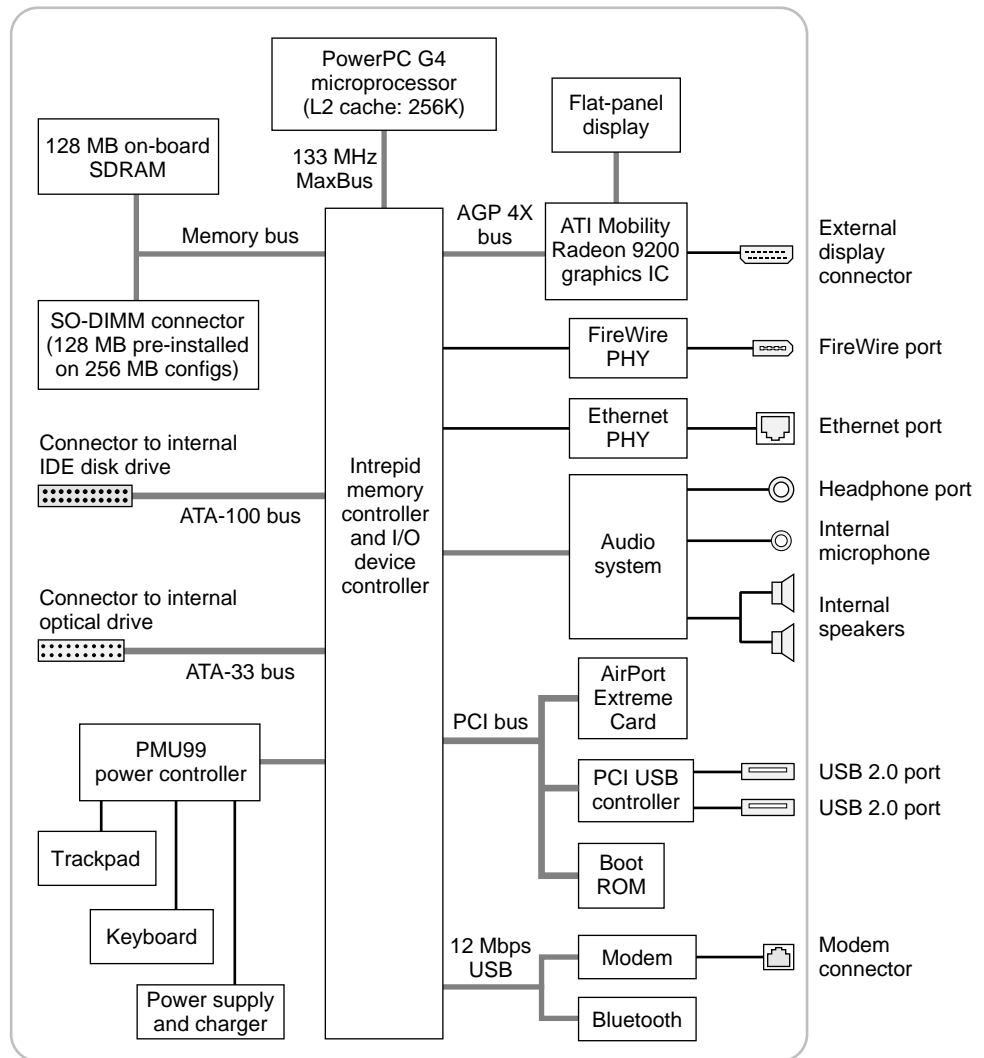 PowerPC G4
microprocessor
(L2 cache: 256K)
Flat-panel
display
128 MB on-board
SDRAM
133 MHz
MaxBus
AGP 4X
bus
ATI Mobility
Radeon 9200
graphics IC
External
display
connector
Memory bus
SO-DIMM connector
(128 MB pre-installed
on 256 MB configs)
FireWire
PHY
FireWire port
Ethernet
PHY
Ethernet port
Connector to internal
IDE disk drive
ATA-100 bus
Intrepid
memory
controller
and I/O
device
controller
Audio
system
Headphone port
Internal
microphone
Internal
speakers
Connector to internal
optical drive
ATA-33 bus
AirPort
Extreme
Card
PCI bus
PMU99
power controller
PCI USB
controller
USB 2.0 port
USB 2.0 port
Trackpad
Boot
ROM
Keyboard
12 Mbps
USB
Modem
Modem
connector
Power supply
and charger
Bluetooth